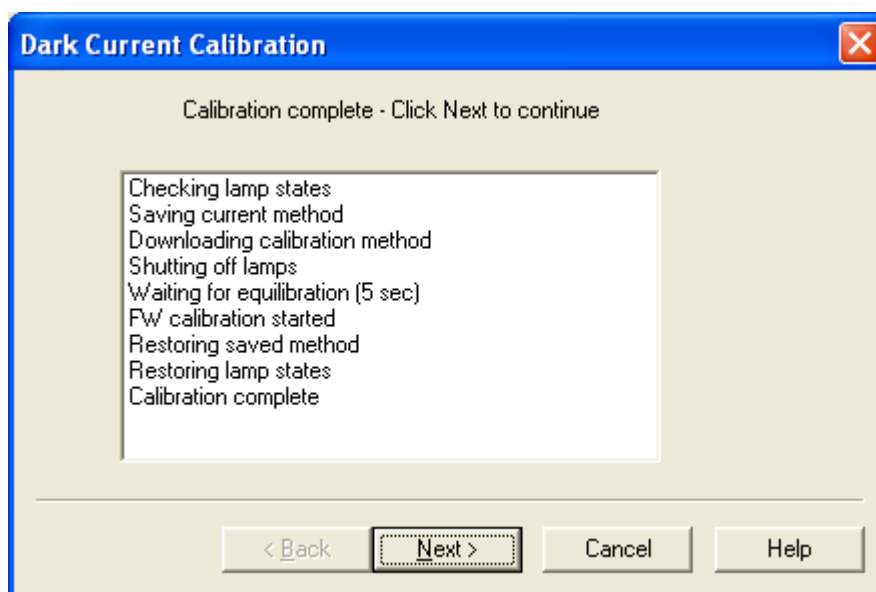 Dark Current Calibration
Calibration complete - Click Next to continue
Checking lamp states
Saving current method
Downloading calibration method
Shutting off lamps
Waiting for equilibration (5 sec)
FW calibration started
Restoring saved method
Restoring lamp states
Calibration complete
< Back Next > Cancel Help